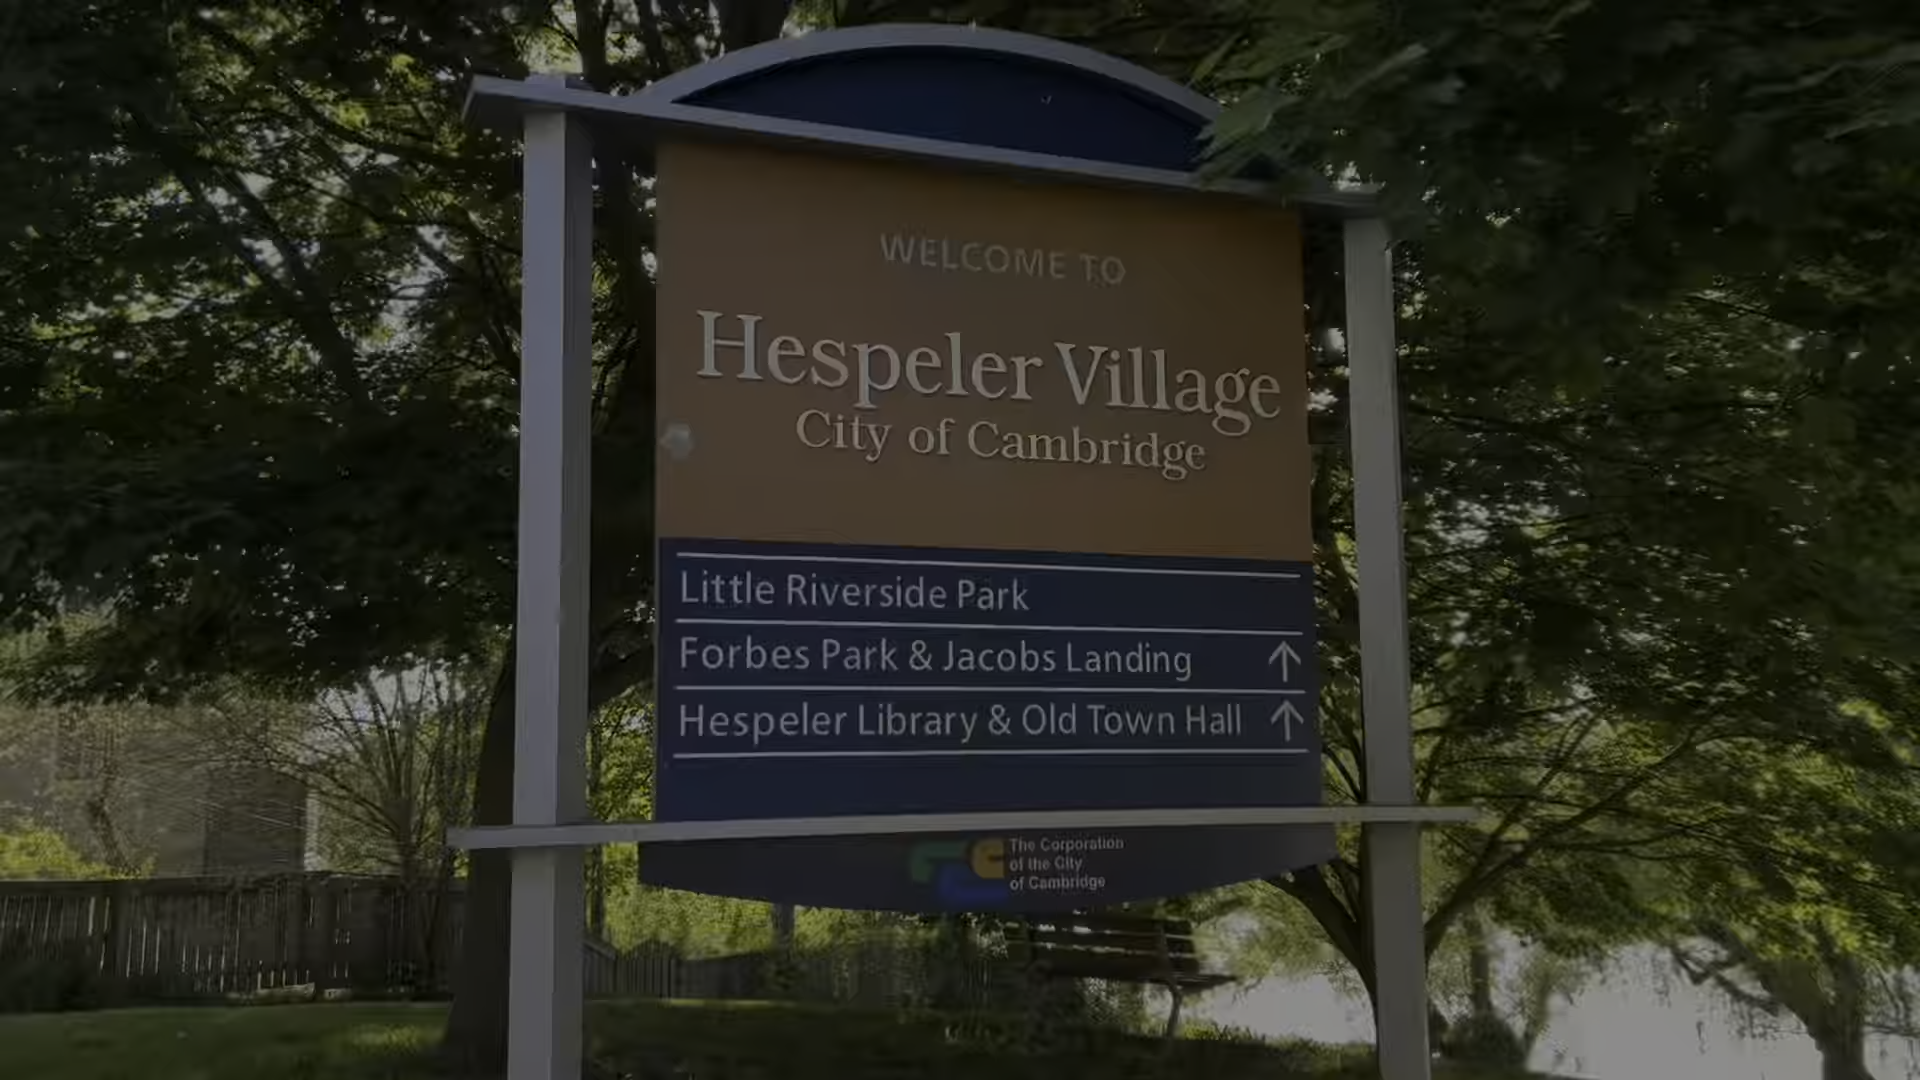 WELCOME TO
Hespeler Village
City of Cambridge
Little Riverside Park
Forbes Park & Jacobs Landing ↑
Hespeler Library & Old Town Hall ↑
The Corporation
of the City
of Cambridge